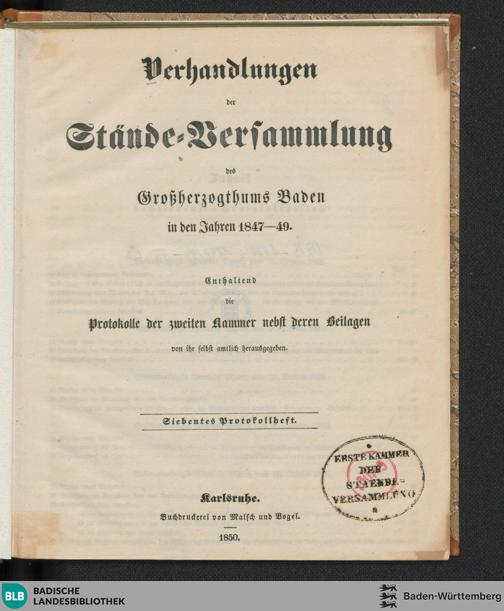 Verhandlungen
der
Stände-Versammlung
des
Großherzogthums Baden
in den Jahren 1847—49.
Enthaltend
die
Protokolle der zweiten Kammer nebst deren Beilagen
von ihr selbst amtlich herausgegeben.
Siebentes Protokollheft.
ERSTE KAMMER
DER
STAENDE-
VERSAMMLUNG
Karlsruhe.
Buchdruckerei von Malsch und Vogel.
1850.
BLB
BADISCHE
LANDESBIBLIOTHEK
Baden-Württemberg